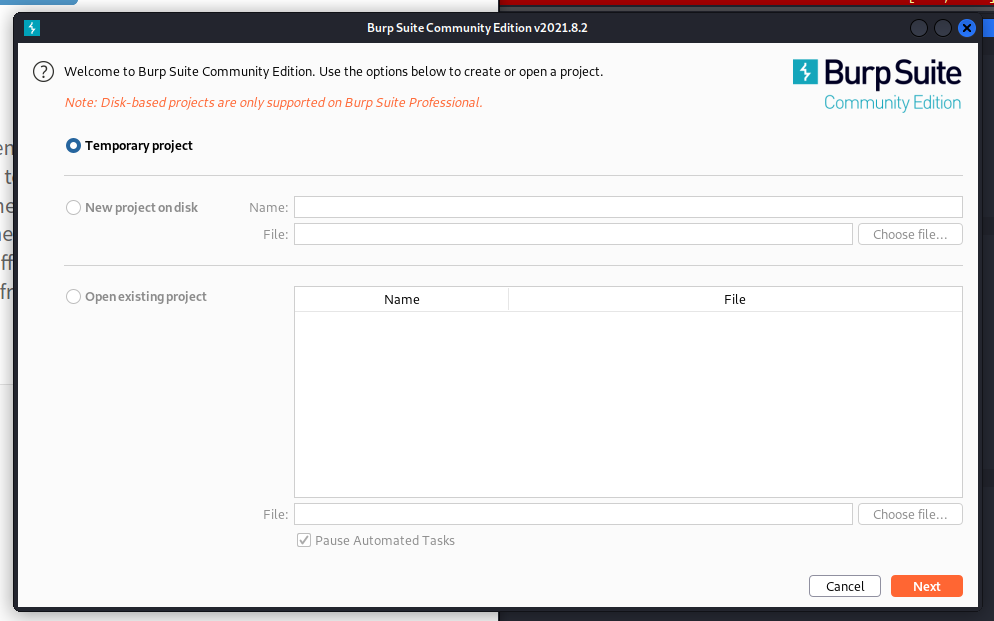 Burp Suite Community Edition v2021.8.2
? Welcome to Burp Suite Community Edition. Use the options below to create or open a project.
Burp Suite
Community Edition
Note: Disk-based projects are only supported on Burp Suite Professional.
Temporary project
New project on disk Name:
File: Choose file...
Open existing project Name File
File: Choose file...
Pause Automated Tasks
Cancel Next